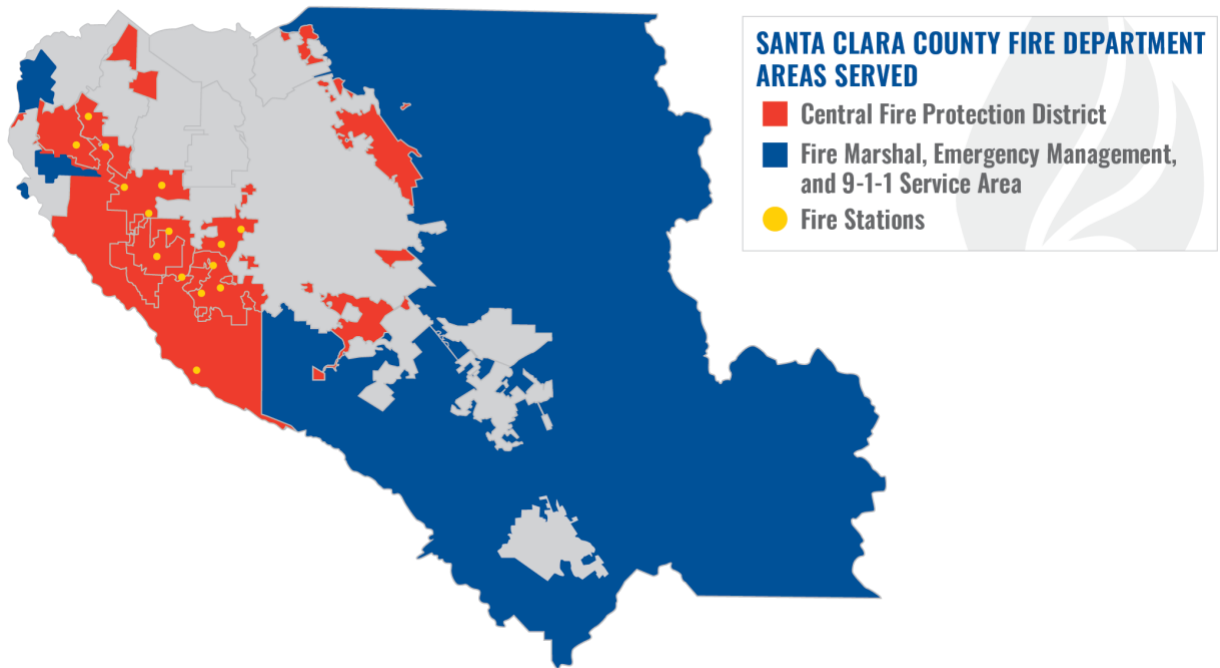 SANTA CLARA COUNTY FIRE DEPARTMENT
AREAS SERVED
Central Fire Protection District
Fire Marshal, Emergency Management,
and 9-1-1 Service Area
Fire Stations